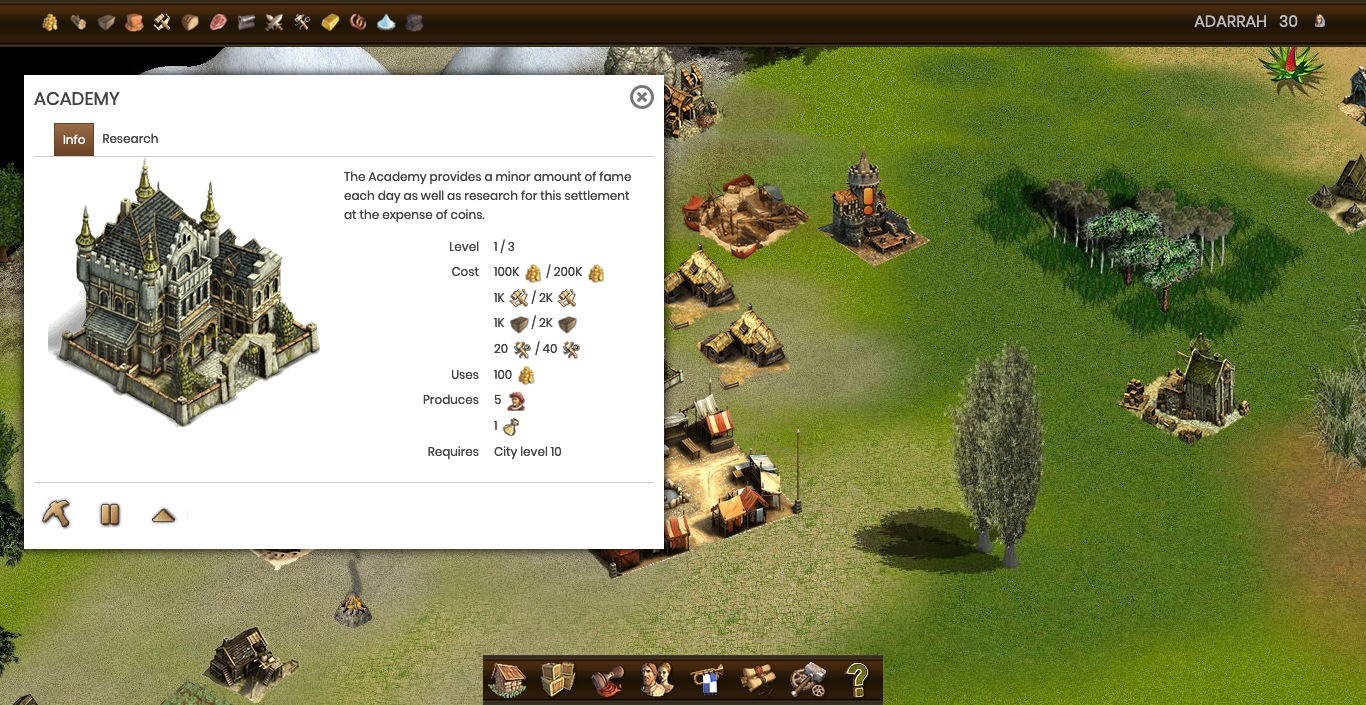 ADARRAH 30
ACADEMY
Info Research
The Academy provides a minor amount of fame
each day as well as research for this settlement
at the expense of coins.
Level 1 / 3
Cost 100K / 200K
1K / 2K
1K / 2K
20 / 40
Uses 100
Produces 5
1
Requires City level 10
?